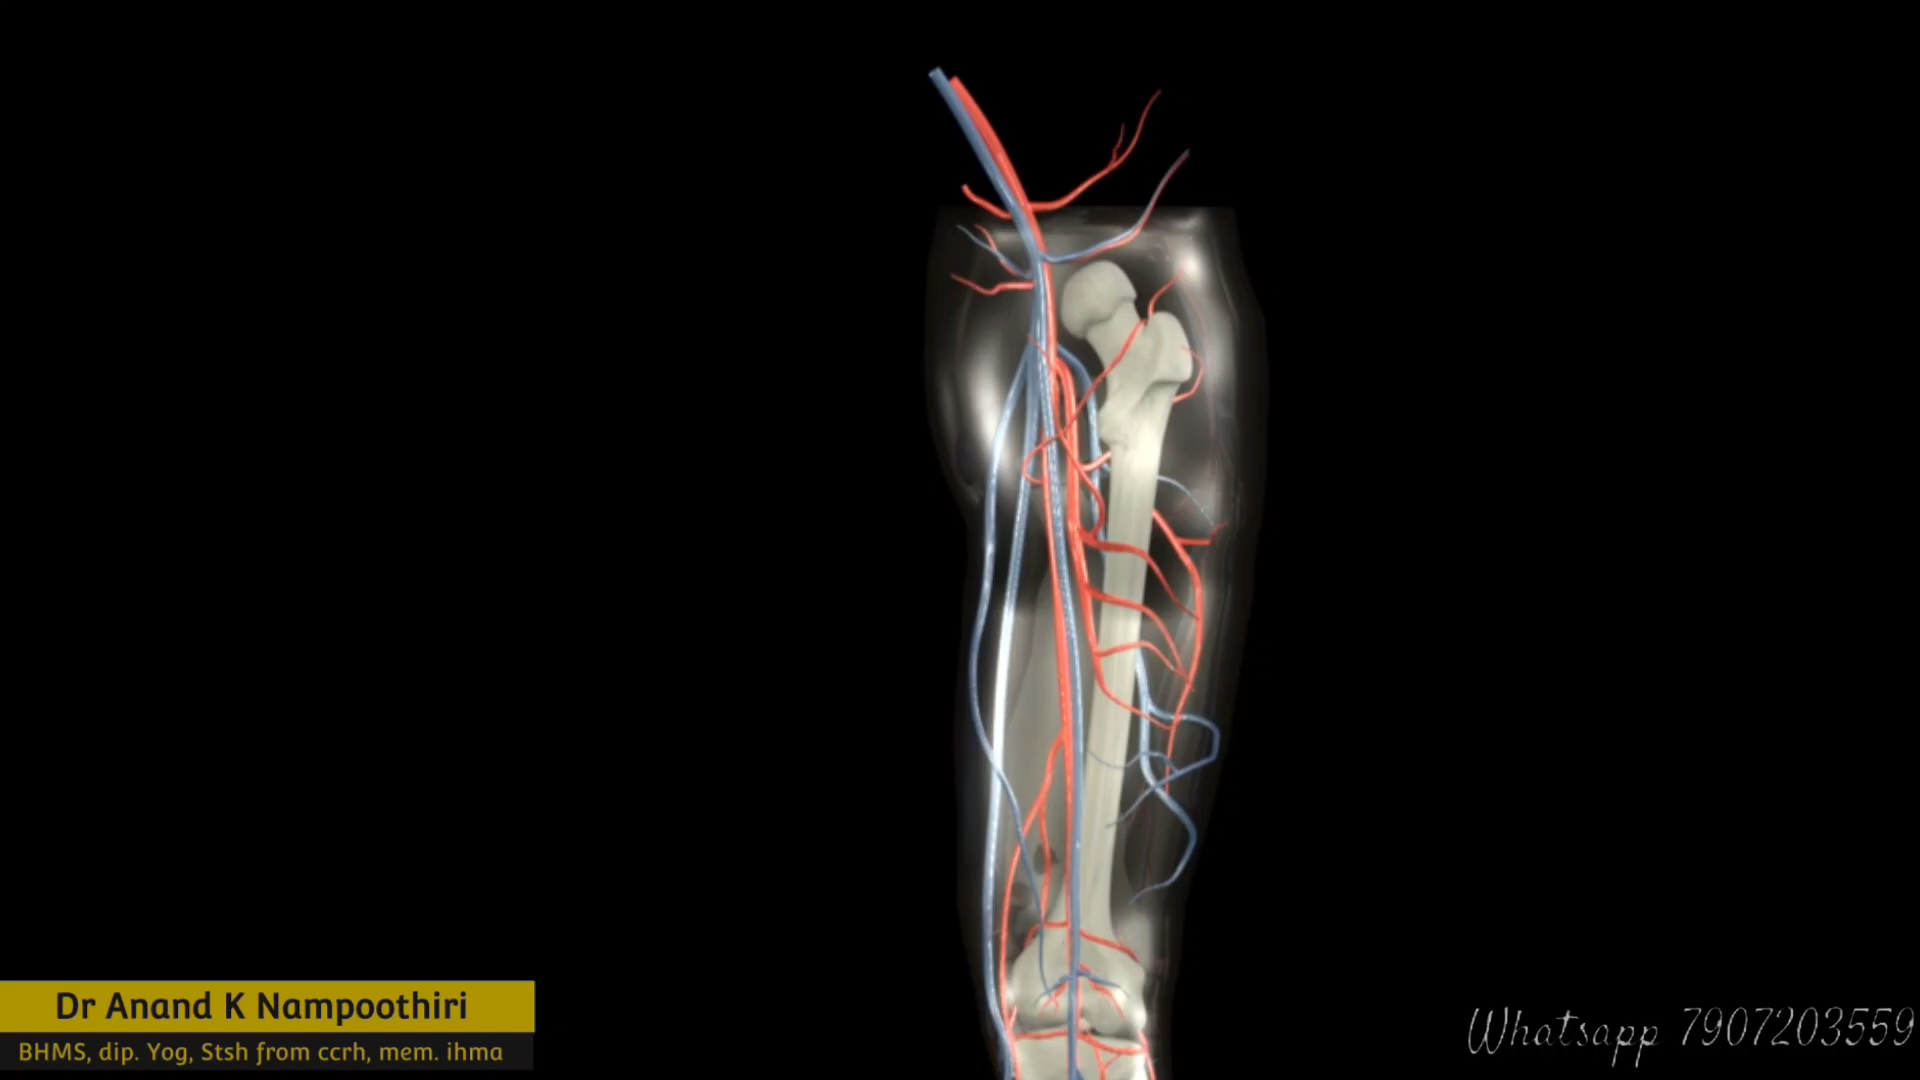 Dr Anand K Nampoothiri
BHMS, dip. Yog, Stsh from ccrh, mem. ihma
Whatsapp 7907203559